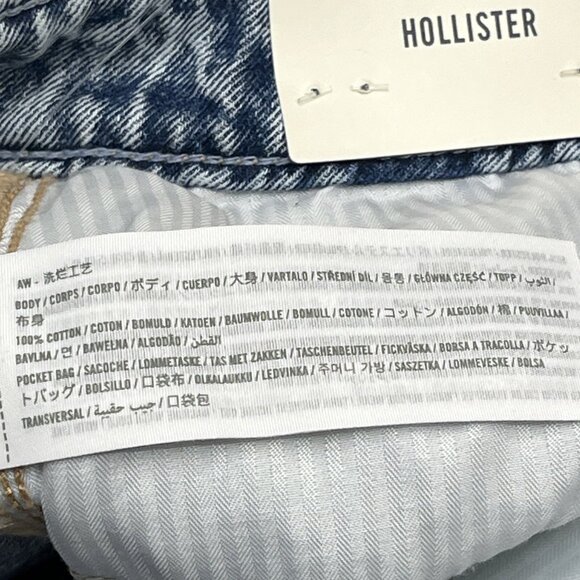 HOLLISTER
AW - 洗烂工艺
BODY / CORPS / CORPO / ボディ / CUERPO / 大身 / VARTALO / STŘEDNÍ DÍL / 몸통 / GŁÓWNA CZĘŚĆ / TUPP / الثوب /
布身
100% COTTON / COTON / BOMULD / KATOEN / BAUMWOLLE / BOMULL / COTONE / コットン / ALGODÓN / 棉 / PUUVILLAA /
BAVLNA / 면 / BAWEŁNA / ALGODÃO / القطن
POCKET BAG / SACOCHE / LOMMETASKE / TAS MET ZAKKEN / TASCHENBEUTEL / FICKVÄSKA / BORSA A TRACOLLA / ポケッ
トバッグ / BOLSILLO / 口袋布 / OLKALAUKKU / LEDVINKA / 주머니 가방 / SASZETKA / LOMMEVESKE / BOLSA
TRANSVERSAL / جيب حقيبة / 口袋包